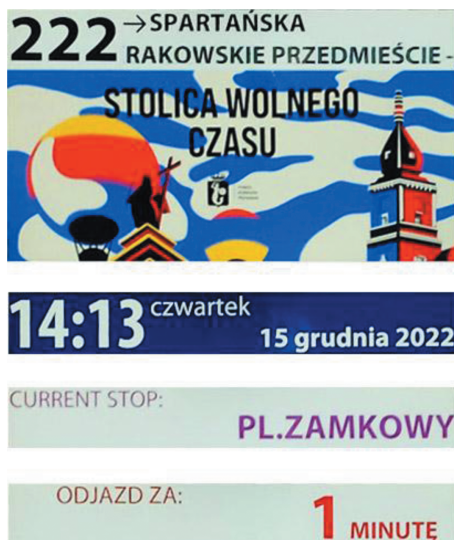 222 →SPARTAŃSKA
RAKOWSKIE PRZEDMIEŚCIE -
STOLICA WOLNEGO
CZASU
14:13 czwartek
15 grudnia 2022
CURRENT STOP:
PL.ZAMKOWY
ODJAZD ZA:
1 MINUTĘ